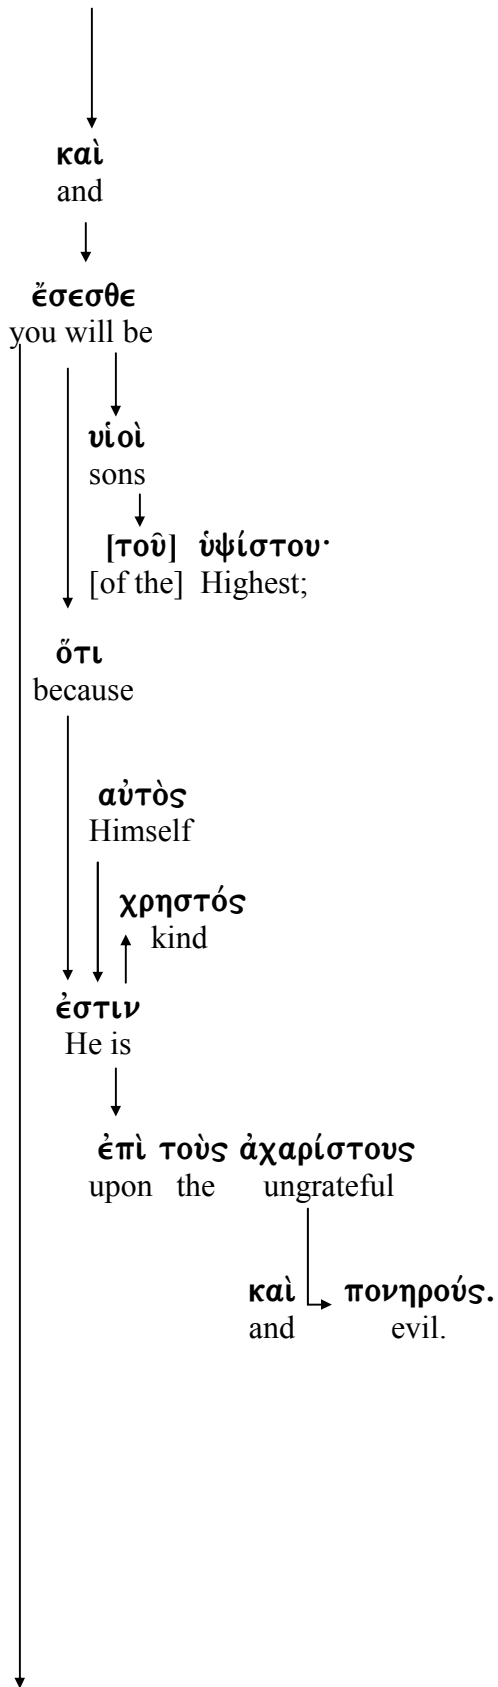 καὶ
and
ἔσεσθε
you will be
υἱοὶ
sons
[τοῦ] ὑψίστου·
[of the] Highest;
ὅτι
because
αὐτὸς
Himself
χρηστός
kind
ἐστιν
He is
ἐπὶ τοὺς ἀχαρίστους
upon the ungrateful
καὶ πονηρούς.
and evil.